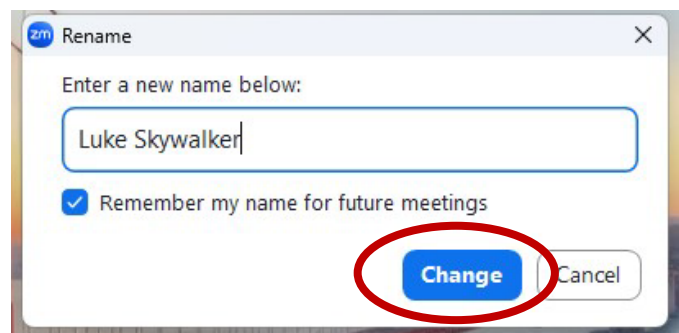 zm Rename
Enter a new name below:
Luke Skywalker
Remember my name for future meetings
Change Cancel